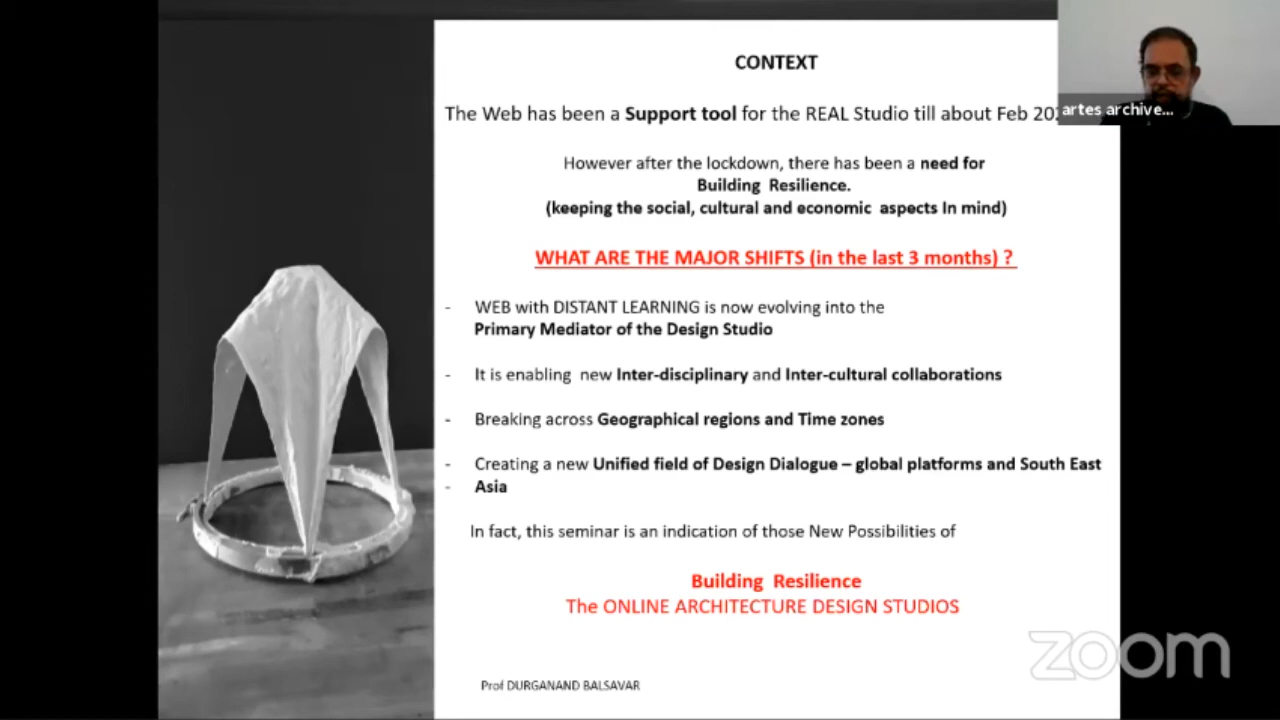 CONTEXT
The Web has been a Support tool for the REAL Studio till about Feb
However after the lockdown, there has been a need for
Building Resilience.
(keeping the social, cultural and economic aspects In mind)
WHAT ARE THE MAJOR SHIFTS (in the last 3 months) ?
- WEB with DISTANT LEARNING is now evolving into the
Primary Mediator of the Design Studio
- It is enabling new Inter-disciplinary and Inter-cultural collaborations
- Breaking across Geographical regions and Time zones
- Creating a new Unified field of Design Dialogue – global platforms and South East
- Asia
In fact, this seminar is an indication of those New Possibilities of
Building Resilience
The ONLINE ARCHITECTURE DESIGN STUDIOS
Prof DURGANAND BALSAVAR
artes archive...
zoom